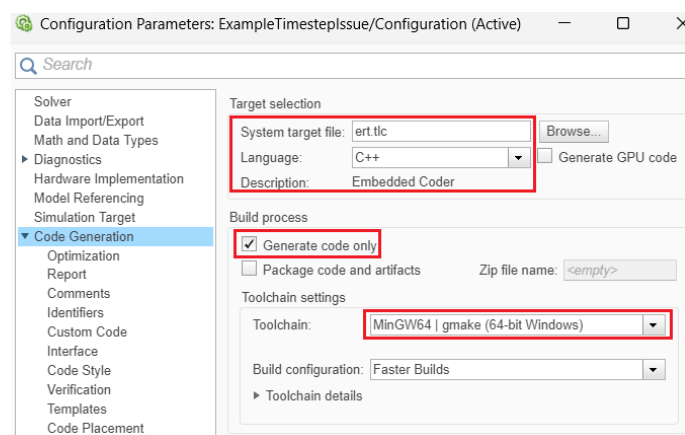 Configuration Parameters: ExampleTimestepIssue/Configuration (Active)
Search
Solver
Data Import/Export
Math and Data Types
Diagnostics
Hardware Implementation
Model Referencing
Simulation Target
Code Generation
Optimization
Report
Comments
Identifiers
Custom Code
Interface
Code Style
Verification
Templates
Code Placement
Target selection
System target file: ert.tlc Browse...
Language: C++ Generate GPU code
Description: Embedded Coder
Build process
Generate code only
Package code and artifacts Zip file name: <empty>
Toolchain settings
Toolchain: MinGW64 | gmake (64-bit Windows)
Build configuration: Faster Builds
Toolchain details